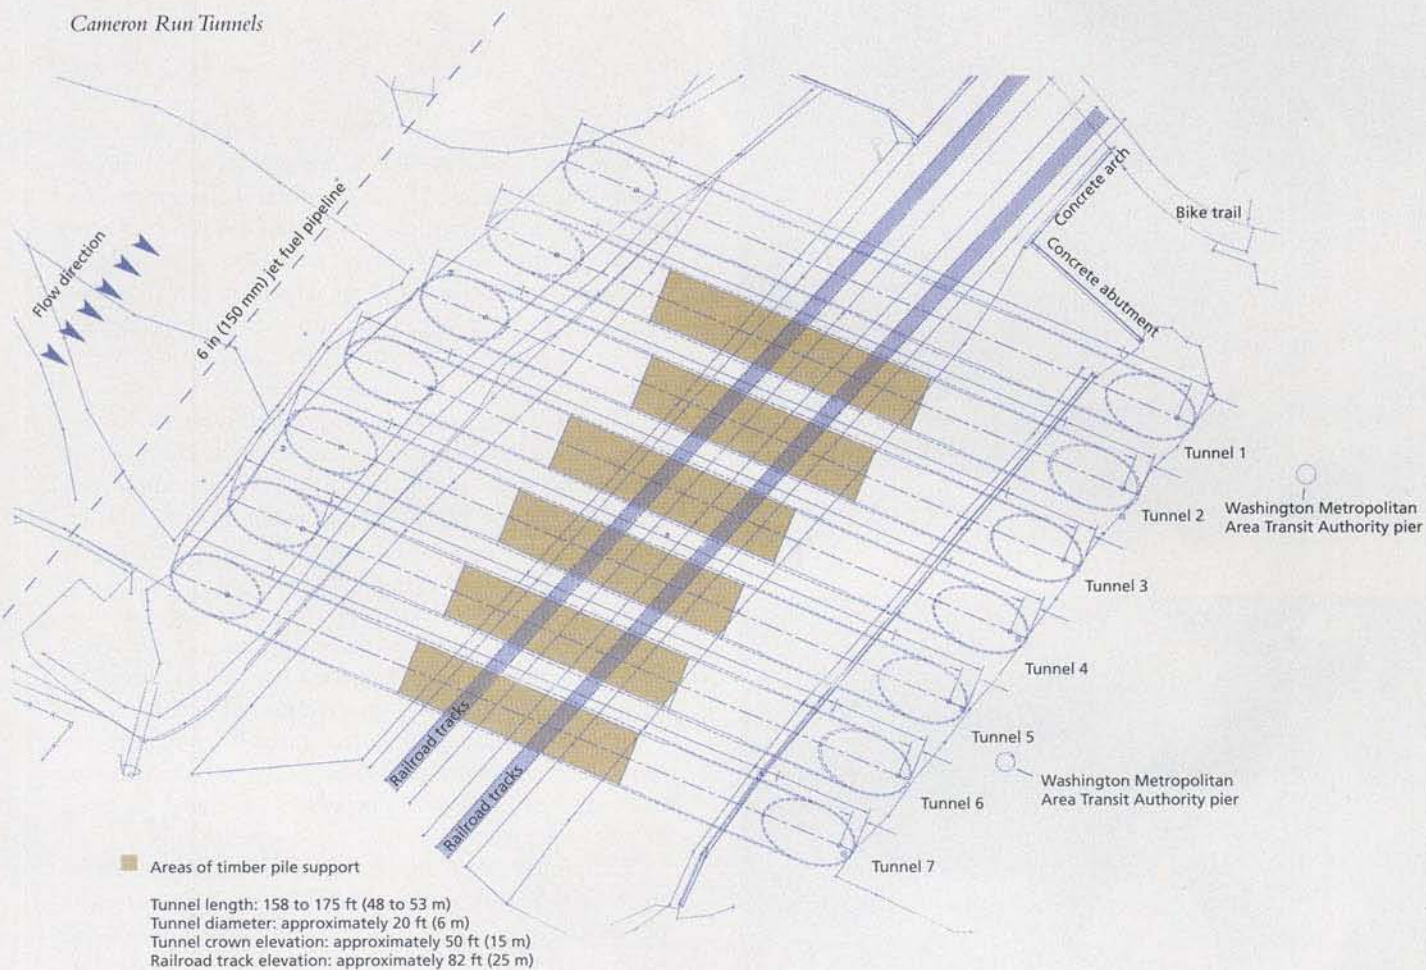 Cameron Run Tunnels
Flow direction
6 in (150 mm) jet fuel pipeline
Concrete arch
Bike trail
Concrete abutment
Tunnel 1
Tunnel 2
Washington Metropolitan
Area Transit Authority pier
Tunnel 3
Tunnel 4
Tunnel 5
Washington Metropolitan
Area Transit Authority pier
Tunnel 6
Tunnel 7
Railroad tracks
Railroad tracks
Areas of timber pile support
Tunnel length: 158 to 175 ft (48 to 53 m)
Tunnel diameter: approximately 20 ft (6 m)
Tunnel crown elevation: approximately 50 ft (15 m)
Railroad track elevation: approximately 82 ft (25 m)